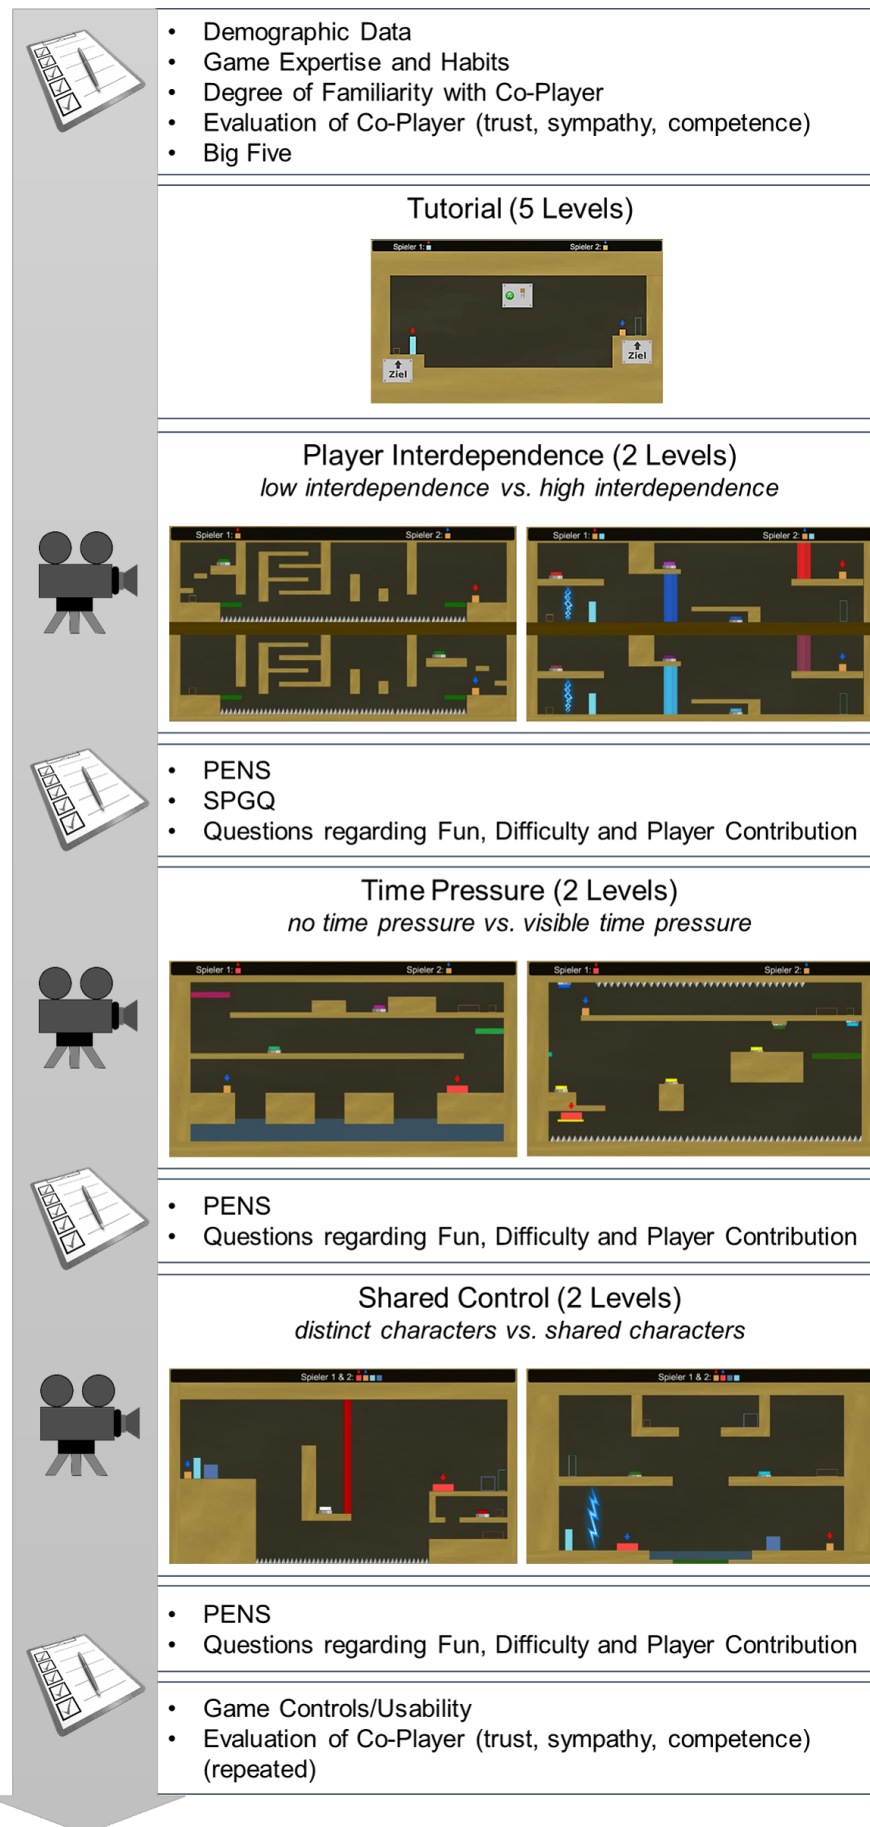 • Demographic Data
• Game Expertise and Habits
• Degree of Familiarity with Co-Player
• Evaluation of Co-Player (trust, sympathy, competence)
• Big Five
Tutorial (5 Levels)
Spieler 1: Spieler 2:
Ziel
Ziel
Player Interdependence (2 Levels)
low interdependence vs. high interdependence
Spieler 1: Spieler 2: Spieler 1: Spieler 2:
• PENS
• SPGQ
• Questions regarding Fun, Difficulty and Player Contribution
Time Pressure (2 Levels)
no time pressure vs. visible time pressure
Spieler 1: Spieler 2: Spieler 1: Spieler 2:
• PENS
• Questions regarding Fun, Difficulty and Player Contribution
Shared Control (2 Levels)
distinct characters vs. shared characters
Spieler 1 & 2: Spieler 1 & 2:
• PENS
• Questions regarding Fun, Difficulty and Player Contribution
• Game Controls/Usability
• Evaluation of Co-Player (trust, sympathy, competence)
(repeated)